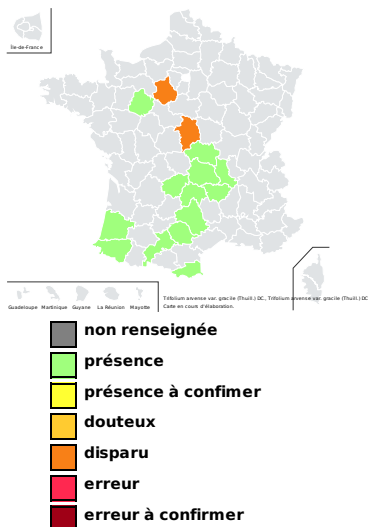 Île-de-France
Guadeloupe Martinique Guyane La Réunion Mayotte
Trifolium arvense var. gracile (Thuill.) DC., Trifolium arvense var. gracile (Thuill.) DC
Carte en cours d'élaboration.
non renseignée
présence
présence à confimer
douteux
disparu
erreur
erreur à confirmer